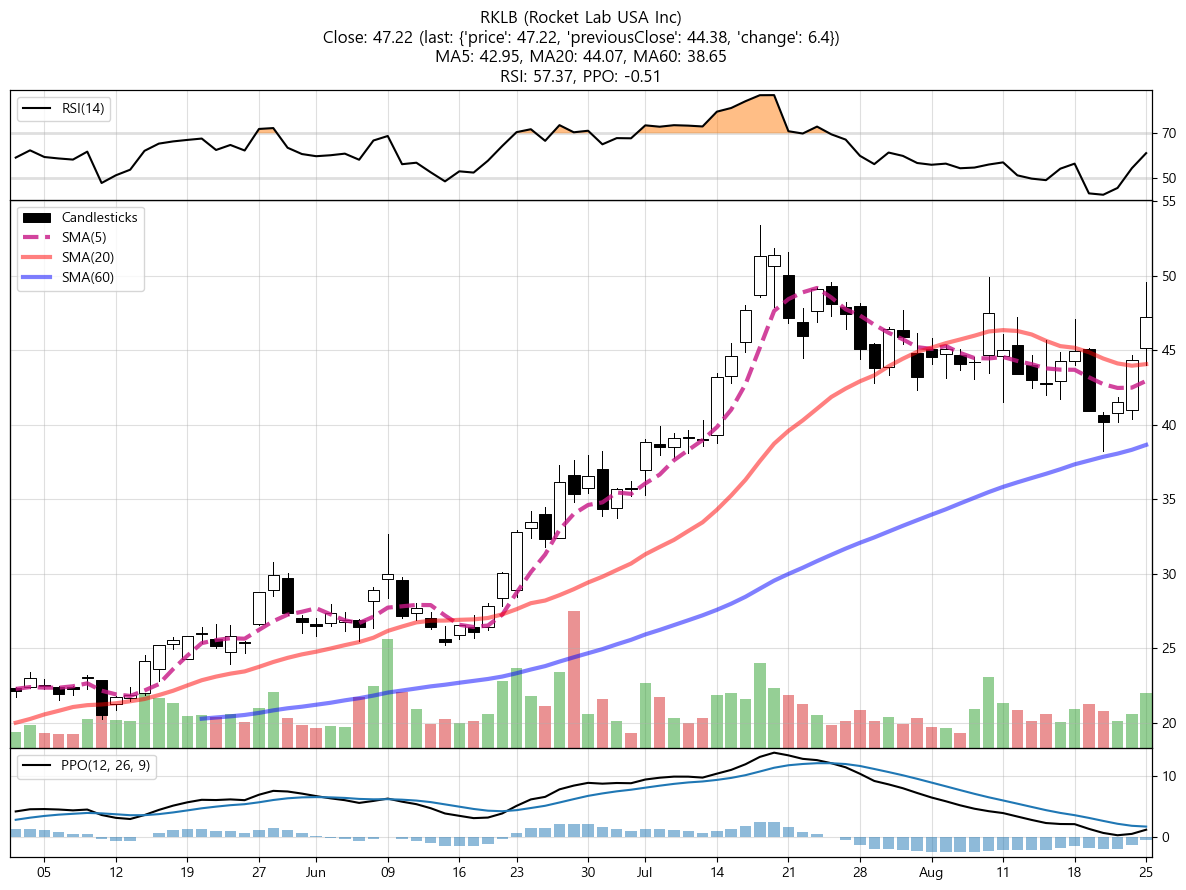 RKLB (Rocket Lab USA Inc)
Close: 47.22 (last: {'price': 47.22, 'previousClose': 44.38, 'change': 6.4})
MA5: 42.95, MA20: 44.07, MA60: 38.65
RSI: 57.37, PPO: -0.51
RSI(14)
70
50
55
Candlesticks
SMA(5)
SMA(20)
SMA(60)
50
45
40
35
30
25
20
PPO(12, 26, 9)
10
0
05 12 19 27 Jun 09 16 23 30 Jul 14 21 28 Aug 11 18 25